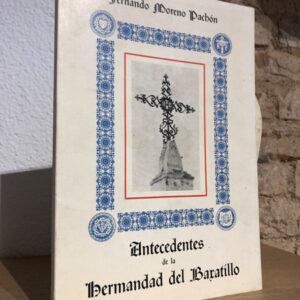 Fernando Moreno Pachón
Antecedentes
de la
Hermandad del Baratillo